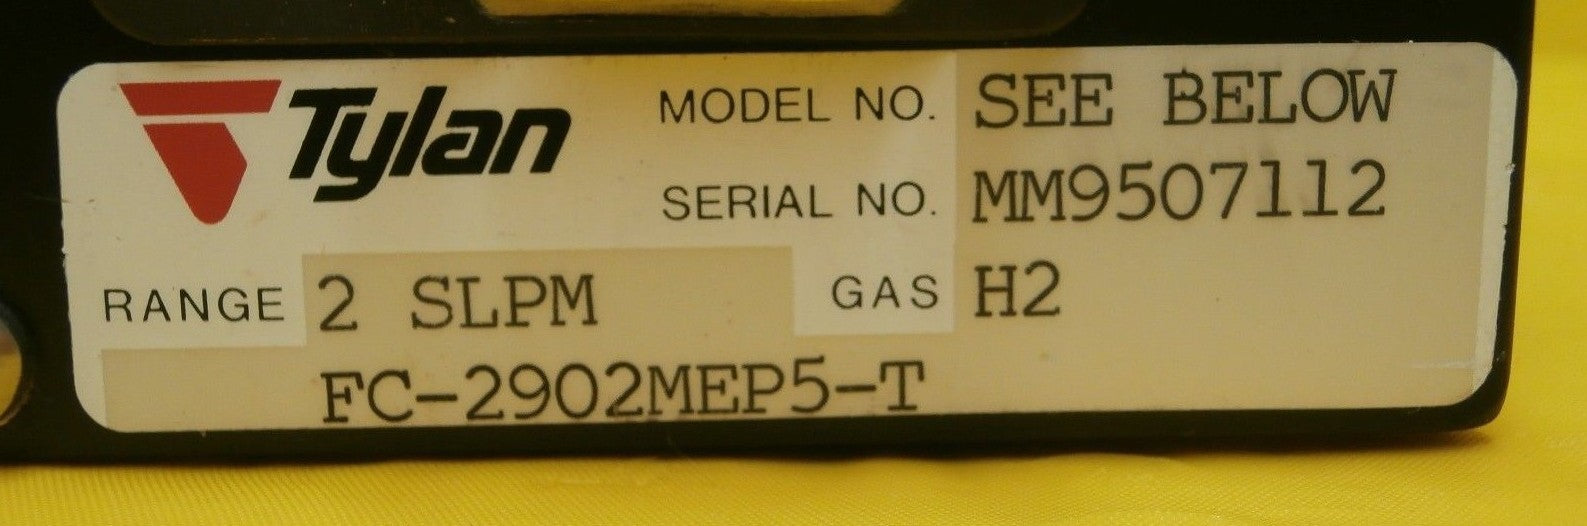 Tylan MODEL NO. SEE BELOW
SERIAL NO. MM9507112
RANGE 2 SLPM GAS H2
FC-2902MEP5-T